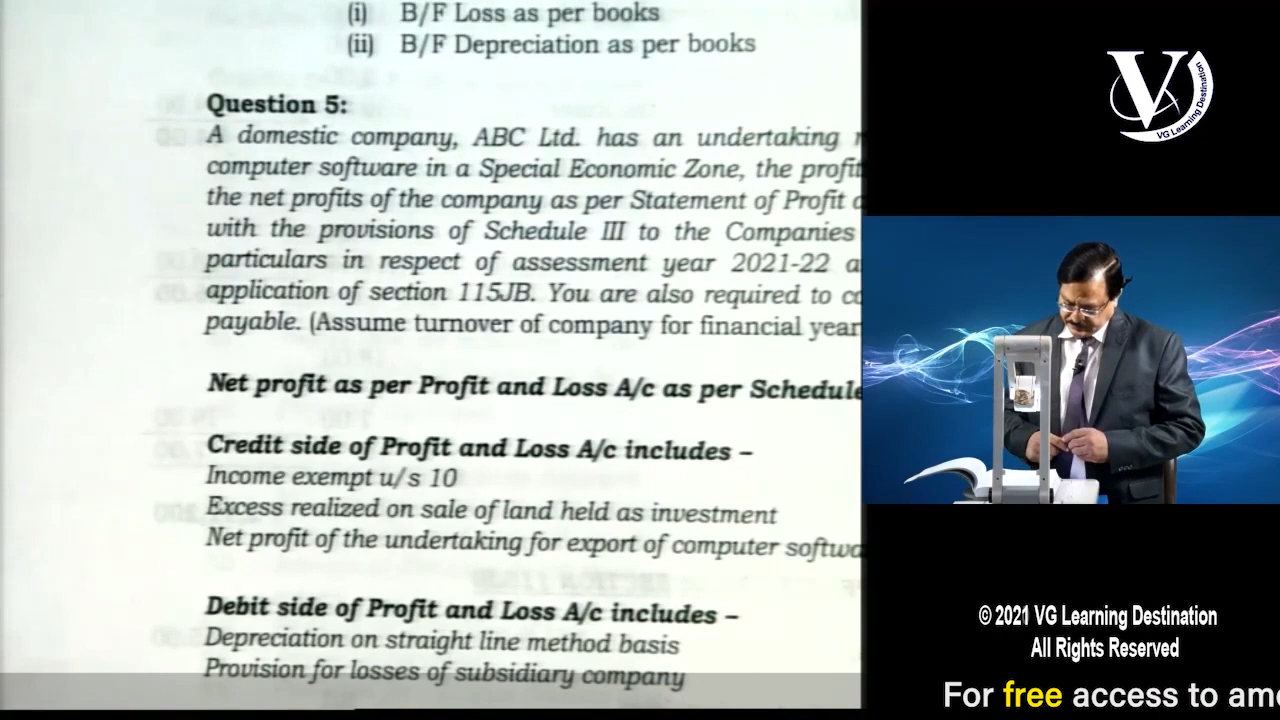 (i) B/F Loss as per books
(ii) B/F Depreciation as per books
Question 5:
A domestic company, ABC Ltd. has an undertaking
computer software in a Special Economic Zone, the profit
the net profits of the company as per Statement of Profit
with the provisions of Schedule III to the Companies
particulars in respect of assessment year 2021-22
application of section 115JB. You are also required to
payable. (Assume turnover of company for financial year
Net profit as per Profit and Loss A/c as per Schedule
Credit side of Profit and Loss A/c includes –
Income exempt u/s 10
Excess realized on sale of land held as investment
Net profit of the undertaking for export of computer softwa
Debit side of Profit and Loss A/c includes –
Depreciation on straight line method basis
Provision for losses of subsidiary company
V
VG Learning Destination
© 2021 VG Learning Destination
All Rights Reserved
For free access to am